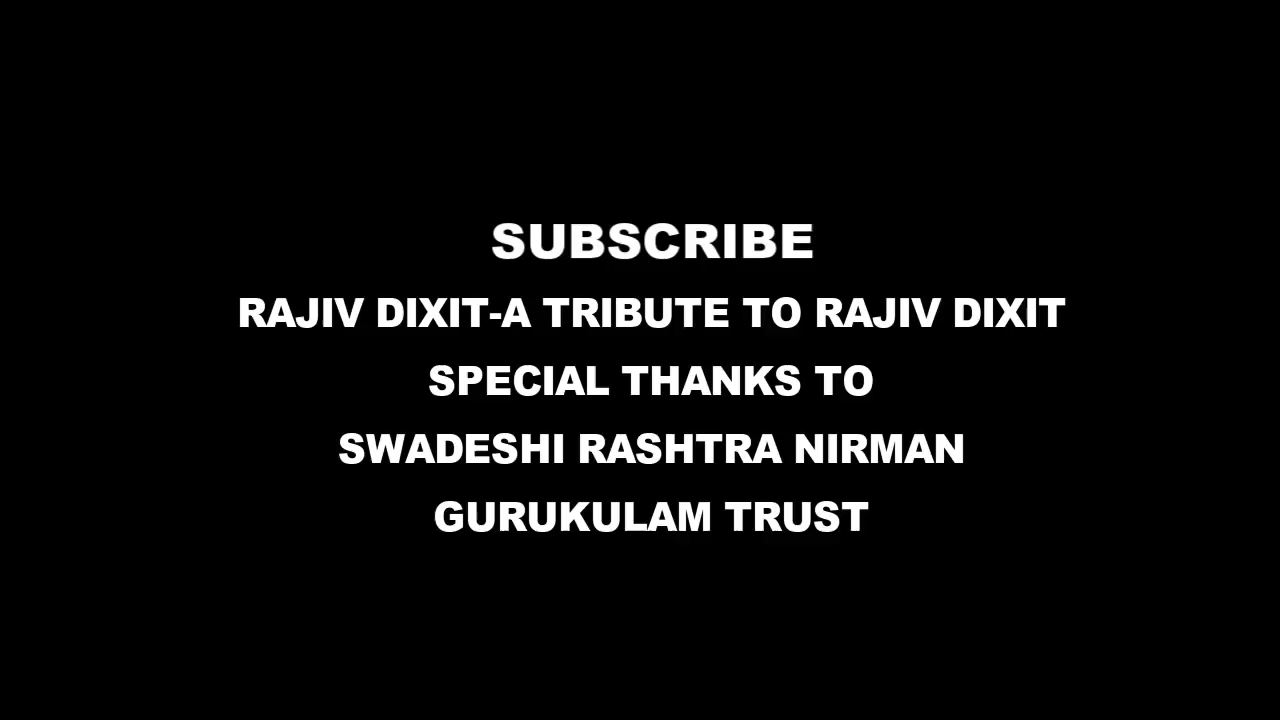 SUBSCRIBE
RAJIV DIXIT-A TRIBUTE TO RAJIV DIXIT
SPECIAL THANKS TO
SWADESHI RASHTRA NIRMAN
GURUKULAM TRUST